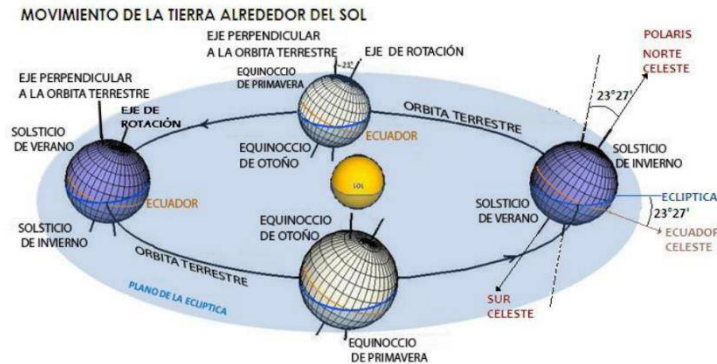 MOVIMIENTO DE LA TIERRA ALREDEDOR DEL SOL
EJE PERPENDICULAR
A LA ORBITA TERRESTRE
EJE DE ROTACIÓN
EQUINOCCIO
DE PRIMAVERA
EQUINOCCIO
DE OTOÑO
ECUADOR
ORBITA TERRESTRE
POLARIS
NORTE
CELESTE
23°27'
EJE PERPENDICULAR
A LA ORBITA TERRESTRE
EJE DE
ROTACIÓN
SOLSTICIO
DE VERANO
ECUADOR
SOLSTICIO
DE INVIERNO
SOL
SOLSTICIO
DE INVIERNO
SOLSTICIO
DE VERANO
ECLIPTICA
23°27'
ECUADOR
CELESTE
SUR
CELESTE
EQUINOCCIO
DE OTOÑO
EQUINOCCIO
DE PRIMAVERA
ORBITA TERRESTRE
PLANO DE LA ECLIPTICA